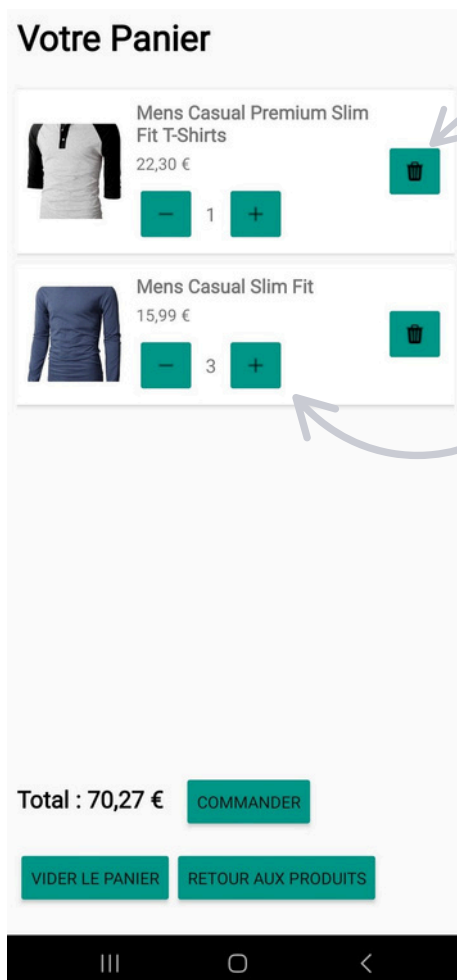 Votre Panier
Mens Casual Premium Slim
Fit T-Shirts
22,30 €
1
Mens Casual Slim Fit
15,99 €
3
Total : 70,27 €
COMMANDER
VIDER LE PANIER
RETOUR AUX PRODUITS